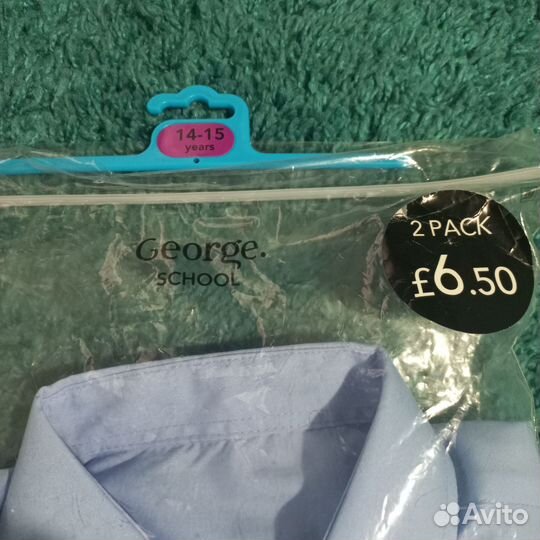 14-15
years
George.
SCHOOL
2 PACK
£6.50
Avito